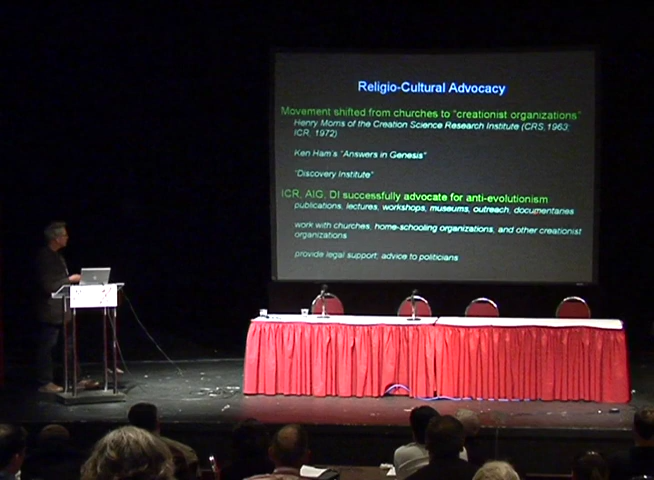 Religio-Cultural Advocacy
Movement shifted from churches to "creationist organizations"
Henry Morris of the Creation Science Research Institute (CRS,1963;
ICR, 1972)
Ken Ham's "Answers in Genesis"
"Discovery Institute"
ICR, AIG, DI successfully advocate for anti-evolutionism
publications, lectures, workshops, museums, outreach, documentaries
work with churches, home-schooling organizations, and other creationist
organizations
provide legal support; advice to politicians